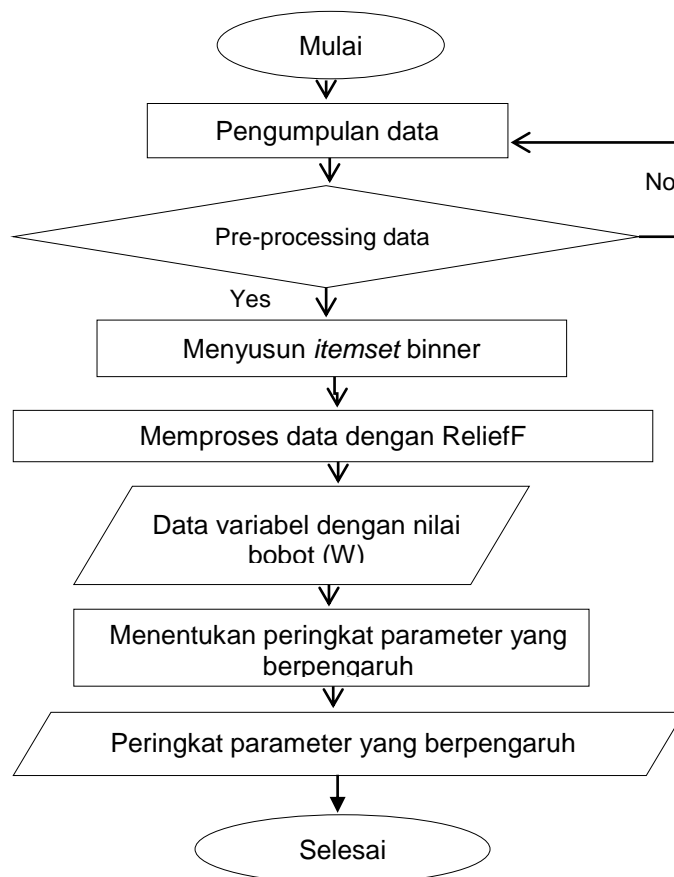 Mulai
Pengumpulan data
No
Pre-processing data
Yes
Menyusun itemset binner
Memproses data dengan ReliefF
Data variabel dengan nilai
bobot (W)
Menentukan peringkat parameter yang
berpengaruh
Peringkat parameter yang berpengaruh
Selesai